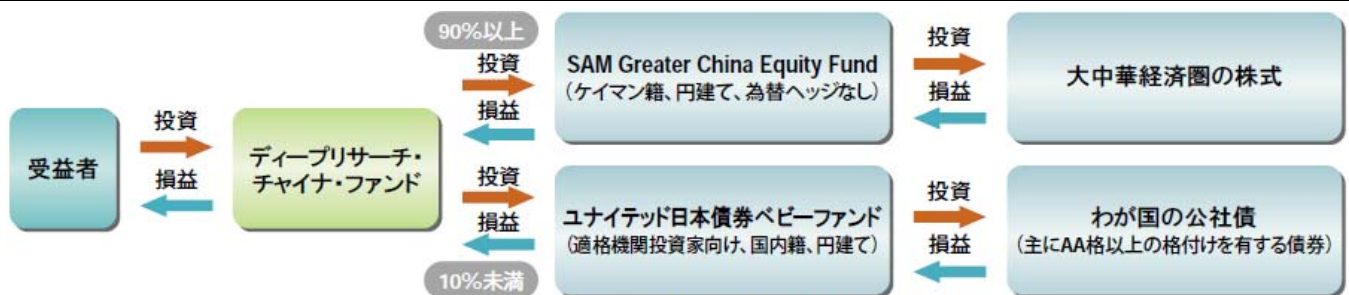 受益者
投資
損益
ディープリサーチ・
チャイナ・ファンド
90%以上
投資
損益
SAM Greater China Equity Fund
(ケイマン籍、円建て、為替ヘッジなし)
投資
損益
大中華経済圏の株式
投資
損益
10%未満
ユナイテッド日本債券ベビーファンド
(適格機関投資家向け、国内籍、円建て)
投資
損益
わが国の公社債
(主にAA格以上の格付けを有する債券)